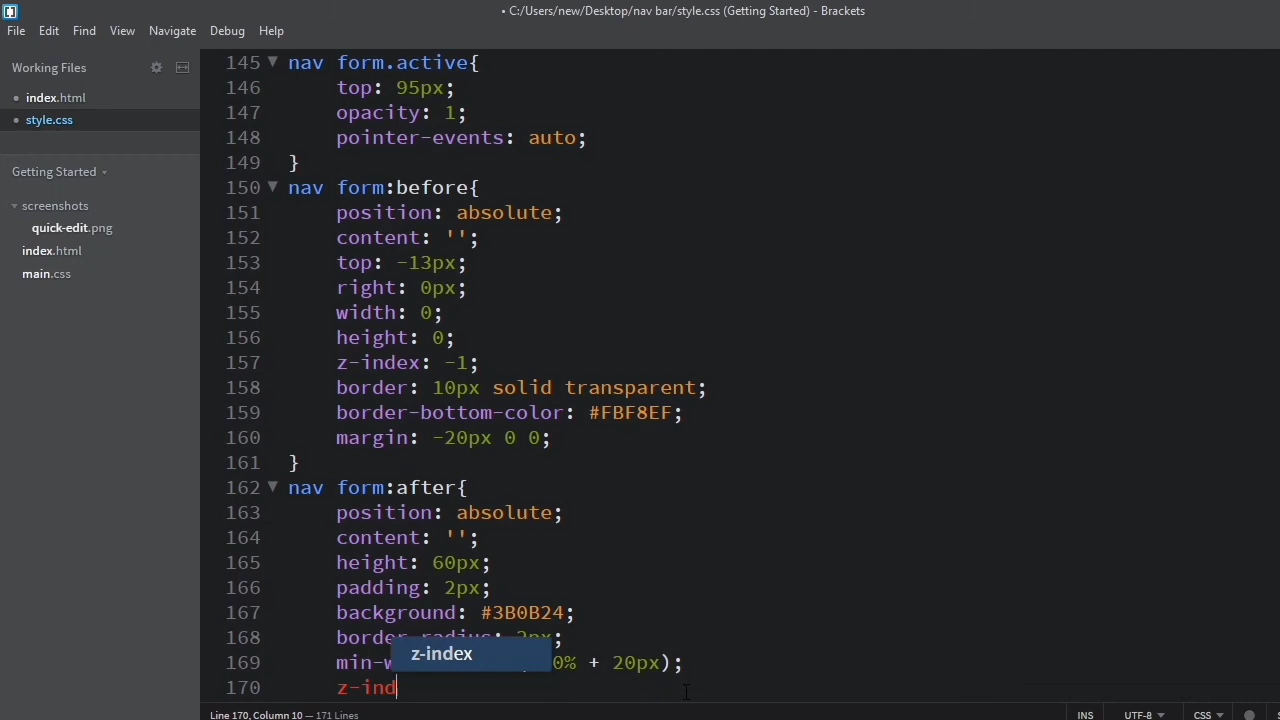 • C:/Users/new/Desktop/nav bar/style.css (Getting Started) - Brackets
File Edit Find View Navigate Debug Help
Working Files
• index.html
• style.css
Getting Started
screenshots
quick-edit.png
index.html
main.css
145 nav form.active{
146 top: 95px;
147 opacity: 1;
148 pointer-events: auto;
149 }
150 nav form:before{
151 position: absolute;
152 content: '';
153 top: -13px;
154 right: 0px;
155 width: 0;
156 height: 0;
157 z-index: -1;
158 border: 10px solid transparent;
159 border-bottom-color: #FBF8EF;
160 margin: -20px 0 0;
161 }
162 nav form:after{
163 position: absolute;
164 content: '';
165 height: 60px;
166 padding: 2px;
167 background: #3B0B24;
168 border-radius: 2px;
z-index
169 min-w 0% + 20px);
170 z-ind
Line 170, Column 10 — 171 Lines
INS UTF-8 CSS